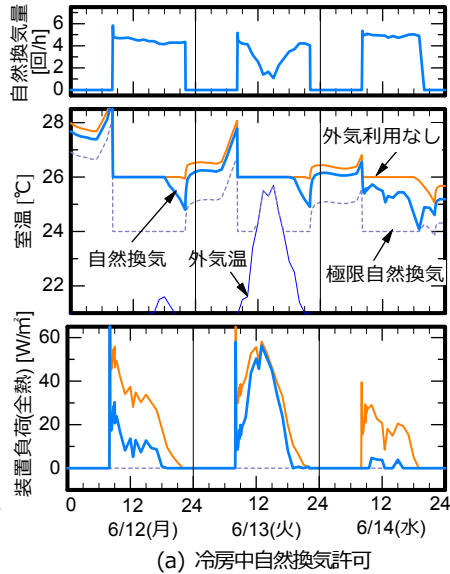 自然換気量
[回/h]
6
4
2
0
室温 [℃]
28
26
24
22
外気利用なし
自然換気
外気温
極限自然換気
装置負荷(全熱) [W/m²]
60
40
20
0
0 12 24 12 24 12 24
6/12(月) 6/13(火) 6/14(水)
(a) 冷房中自然換気許可